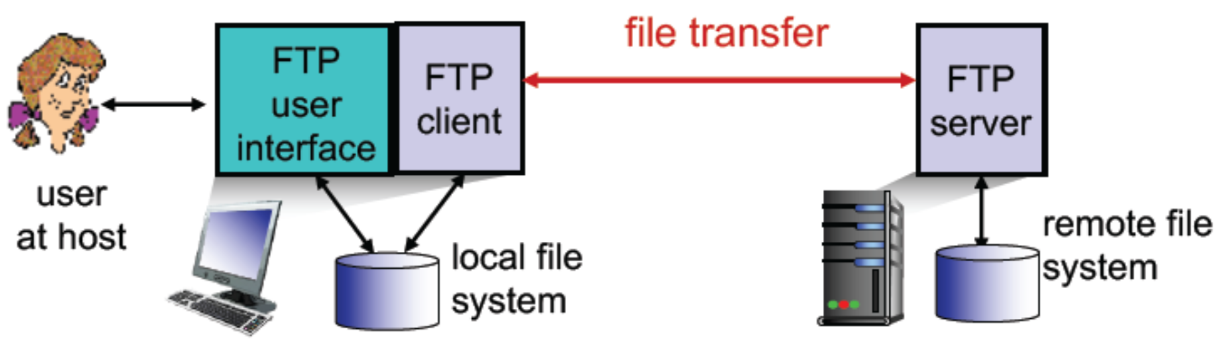 file transfer
FTP
user
interface
FTP
client
FTP
server
user
at host
local file
system
remote file
system